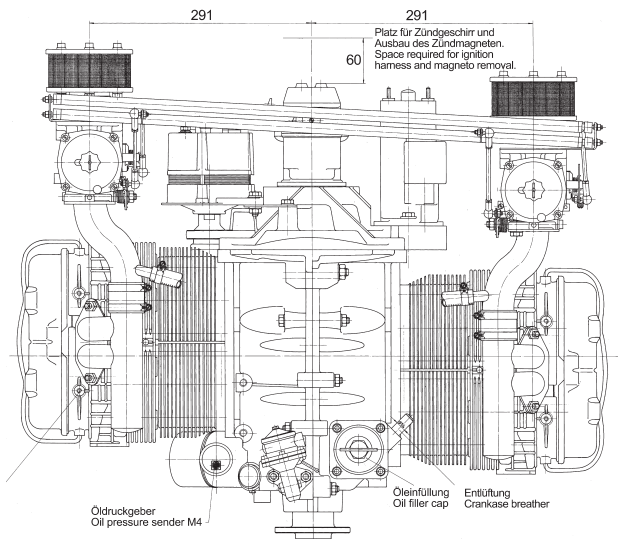 291
291
Platz für Zündgeschirr und
Ausbau des Zündmagneten.
Space required for ignition
harness and magneto removal.
60
Öldruckgeber
Oil pressure sender M4
Öleinfüllung
Oil filler cap
Entlüftung
Crankase breather